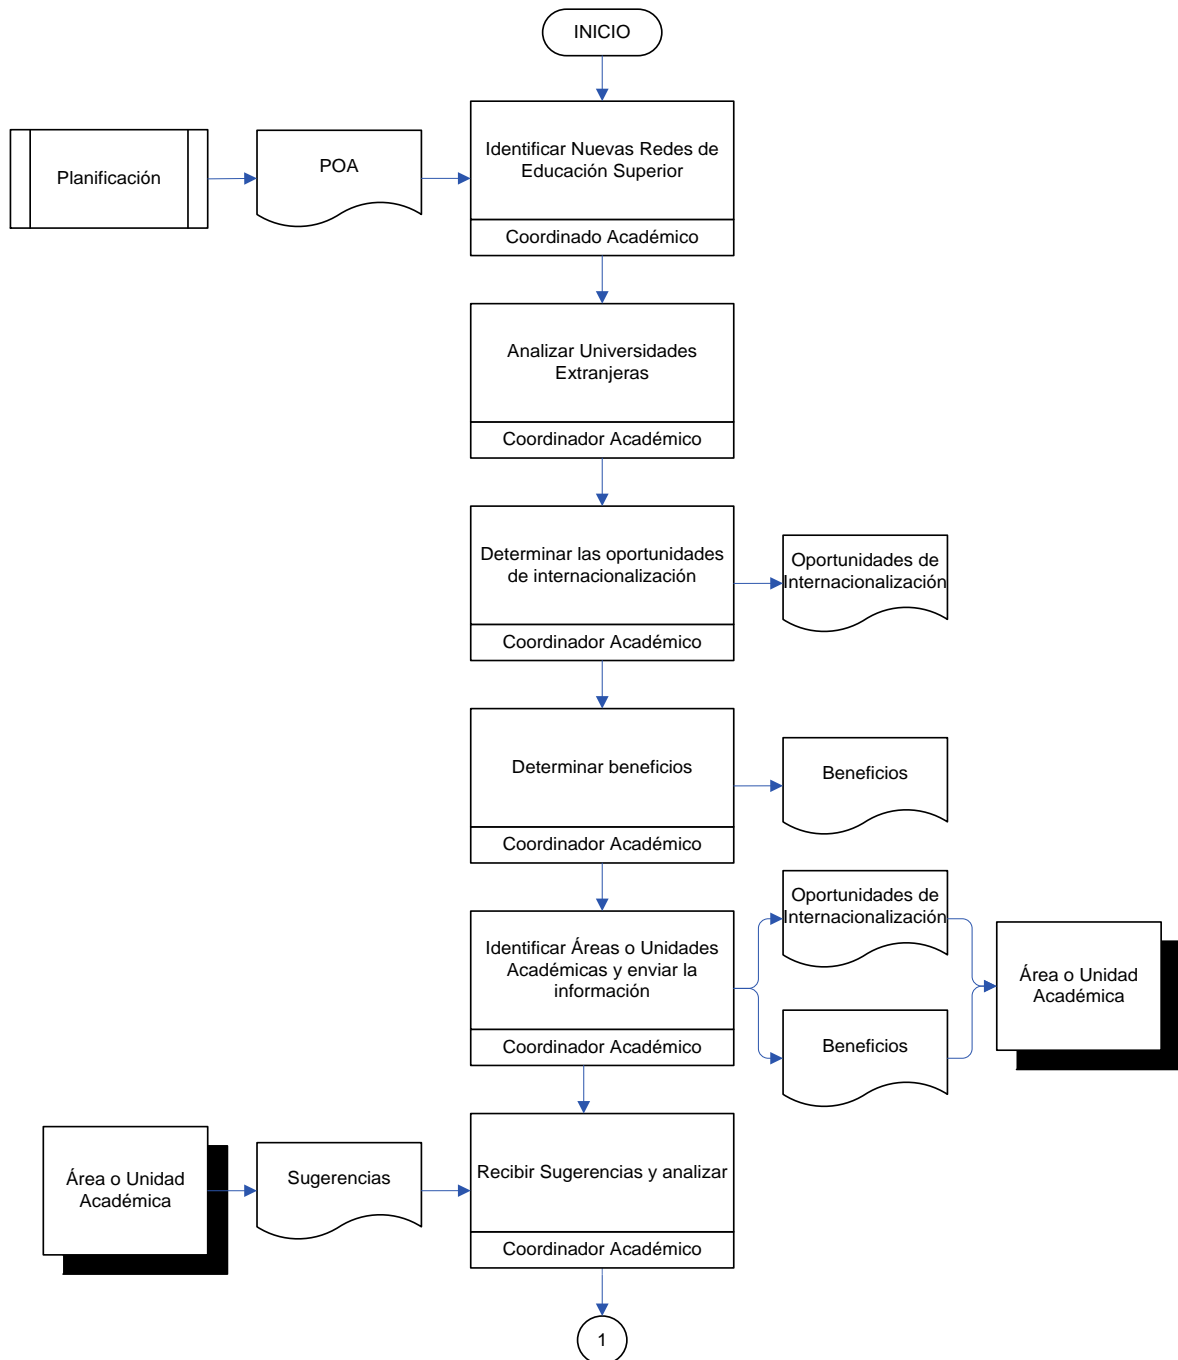 INICIO
Planificación
POA
Identificar Nuevas Redes de
Educación Superior
Coordinado Académico
Analizar Universidades
Extranjeras
Coordinador Académico
Determinar las oportunidades
de internacionalización
Coordinador Académico
Oportunidades de
Internacionalización
Determinar beneficios
Coordinador Académico
Beneficios
Identificar Áreas o Unidades
Académicas y enviar la
información
Coordinador Académico
Oportunidades de
Internacionalización
Beneficios
Área o Unidad
Académica
Área o Unidad
Académica
Sugerencias
Recibir Sugerencias y analizar
Coordinador Académico
1